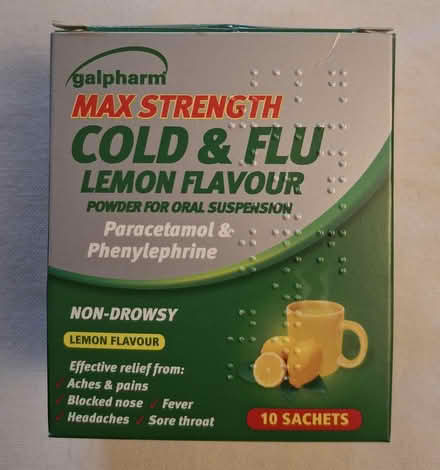 galpharm
MAX STRENGTH
COLD & FLU
LEMON FLAVOUR
POWDER FOR ORAL SUSPENSION
Paracetamol &
Phenylephrine
NON-DROWSY
LEMON FLAVOUR
Effective relief from:
✓ Aches & pains
✓ Blocked nose ✓ Fever
✓ Headaches ✓ Sore throat
10 SACHETS